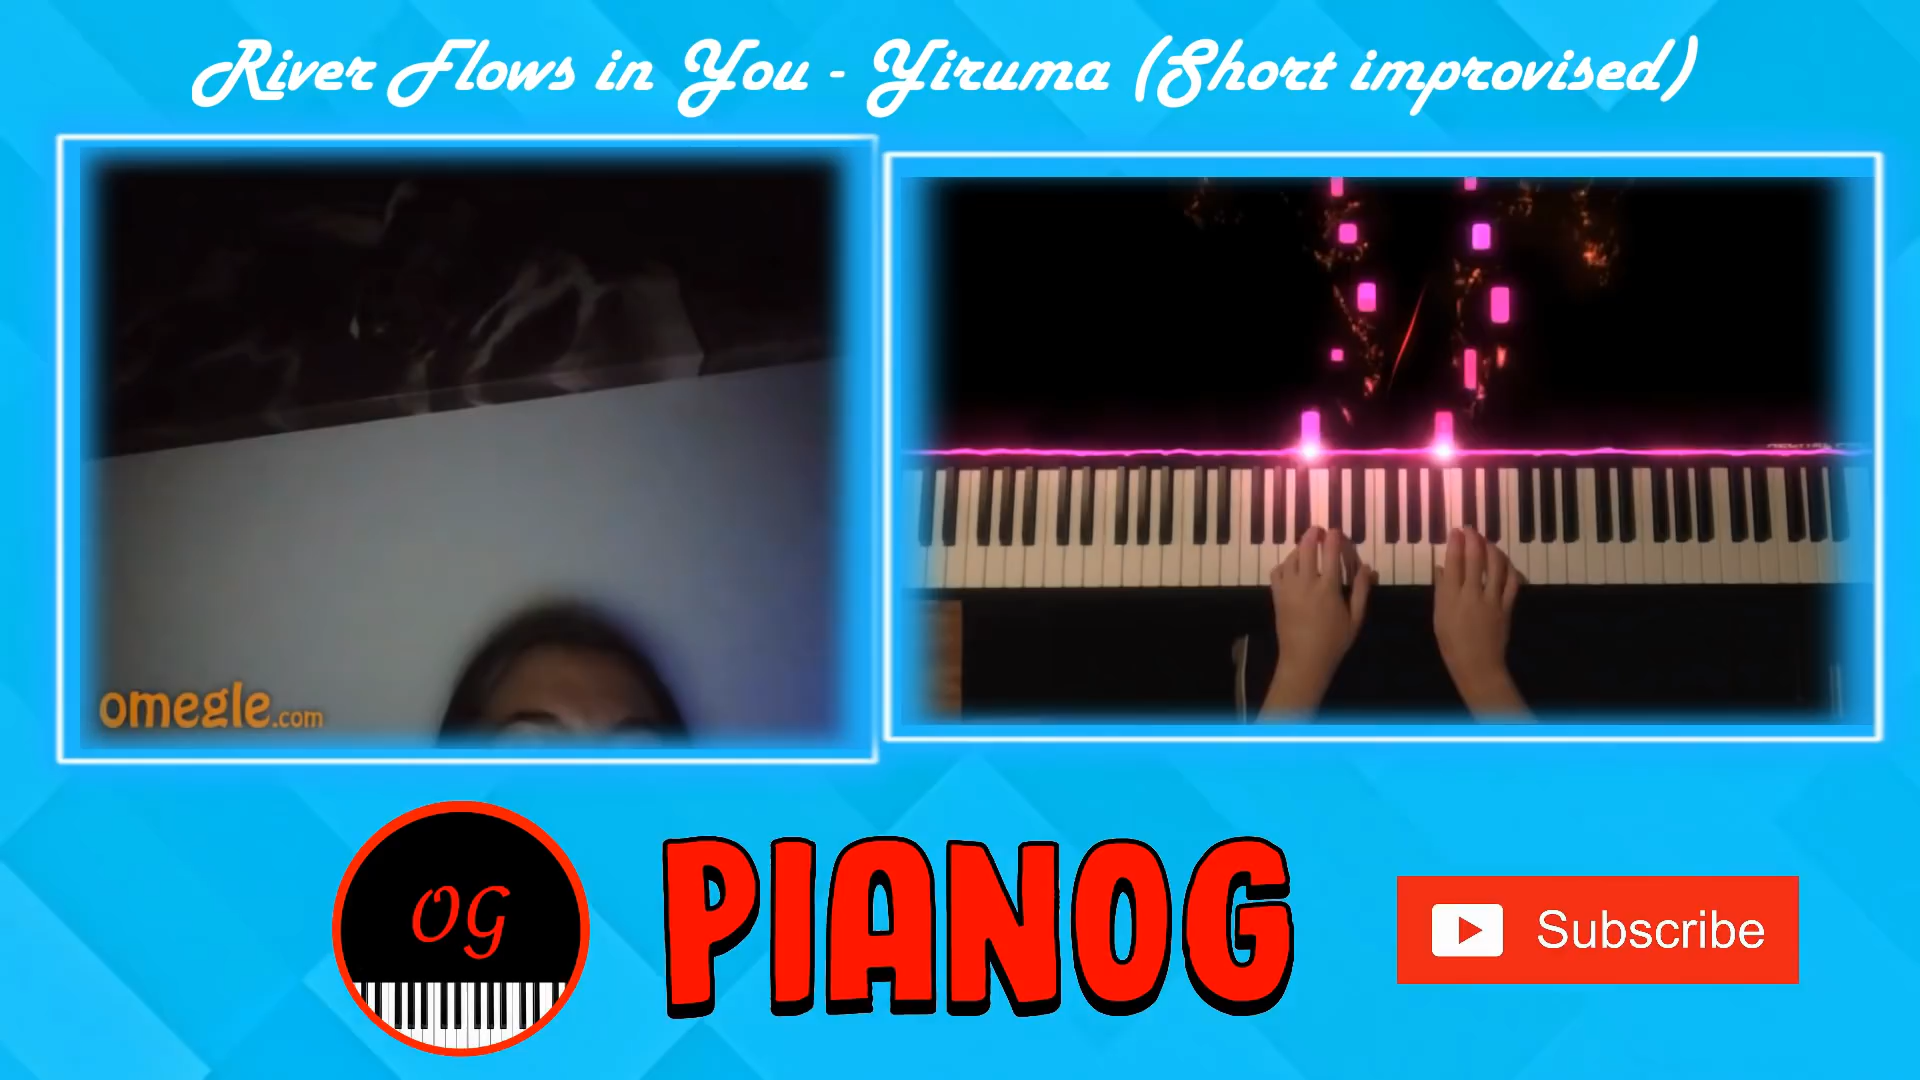 River Flows in You - Yiruma (Short improvised)
omegle.com
OG
PIANOG
Subscribe